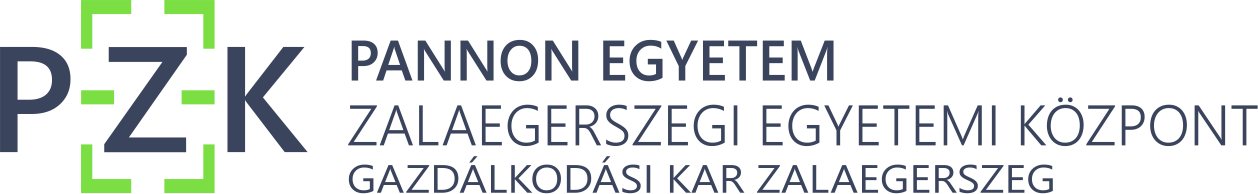 P-Z-K
PANNON EGYETEM
ZALAEGERSZEGI EGYETEMI KÖZPONT
GAZDÁLKODÁSI KAR ZALAEGERSZEG